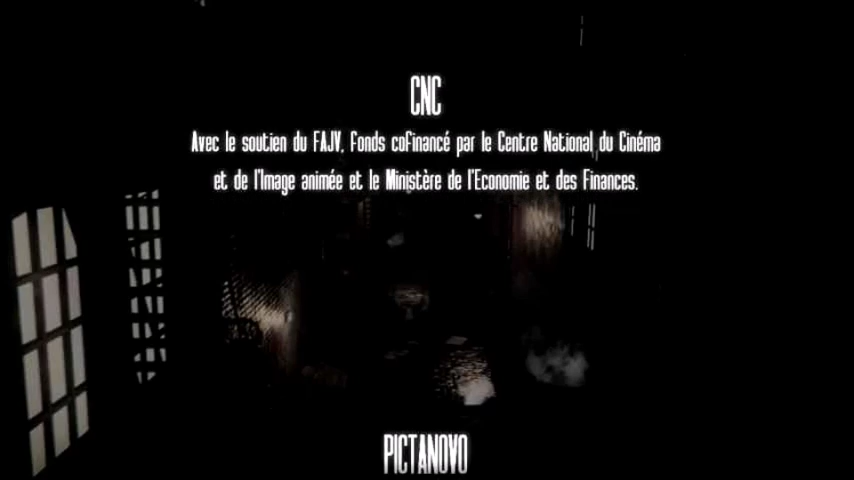 CNC
Avec le soutien du FAJV, fonds cofinancé par le Centre National du Cinéma
et de l'Image animée et le Ministère de l'Economie et des Finances.
PICTANOVO